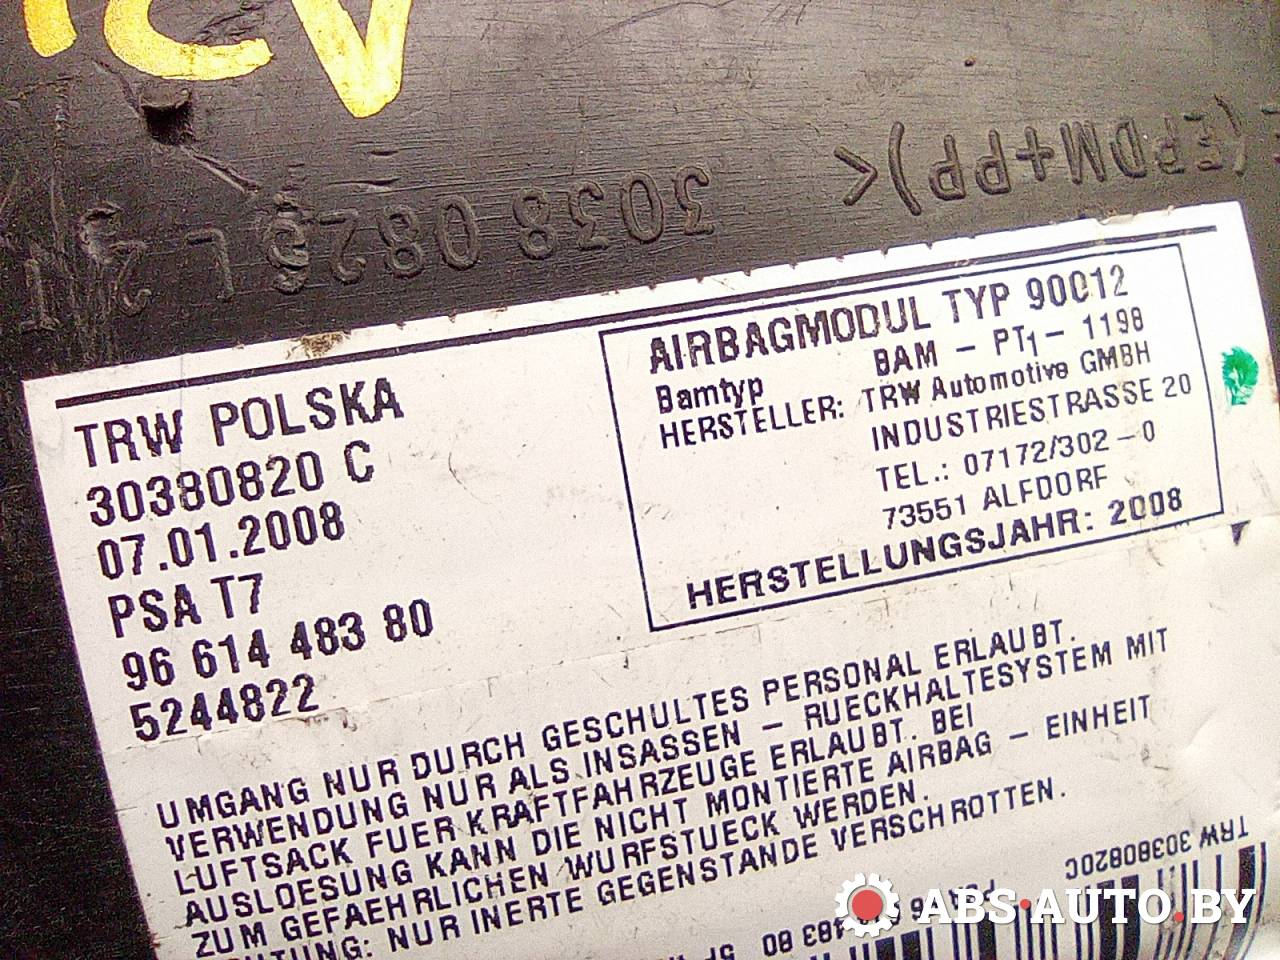 >(EPDM+PP)<
3038 082
TRW POLSKA
30380820 C
07.01.2008
PSA T7
96 614 483 80
5244822
AIRBAGMODUL TYP 90012
Bamtyp BAM - PT1 - 1198
HERSTELLER: TRW Automotive GMBH
INDUSTRIESTRASSE 20
TEL.: 07172/302 - 0
73551 ALFDORF
HERSTELLUNGSJAHR: 2008
UMGANG NUR DURCH GESCHULTES PERSONAL ERLAUBT.
VERWENDUNG NUR ALS INSASSEN - RUECKHALTESYSTEM MIT
LUFTSACK FUER KRAFTFAHRZEUGE ERLAUBT. BEI
AUSLOESUNG KANN DIE NICHT MONTIERTE AIRBAG - EINHEIT
ZUM GEFAEHRLICHEN WURFSTUECK WERDEN.
NUR INERTE GEGENSTANDE VERSCHROTTEN.
TRW 30380820C
483 80
ABS-AUTO.BY